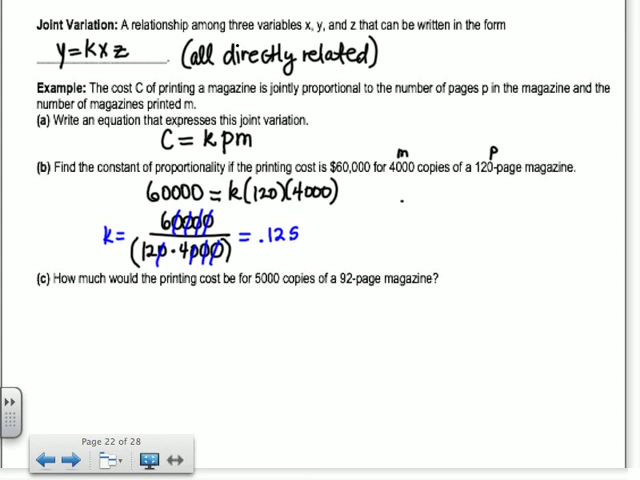 Joint Variation: A relationship among three variables x, y, and z that can be written in the form
y=kxz. (all directly related)
Example: The cost C of printing a magazine is jointly proportional to the number of pages p in the magazine and the
number of magazines printed m.
(a) Write an equation that expresses this joint variation.
C = kpm
m p
(b) Find the constant of proportionality if the printing cost is $60,000 for 4000 copies of a 120-page magazine.
60000 = k(120)(4000)
60000
k= = .125
(120 · 4000)
(c) How much would the printing cost be for 5000 copies of a 92-page magazine?
Page 22 of 28